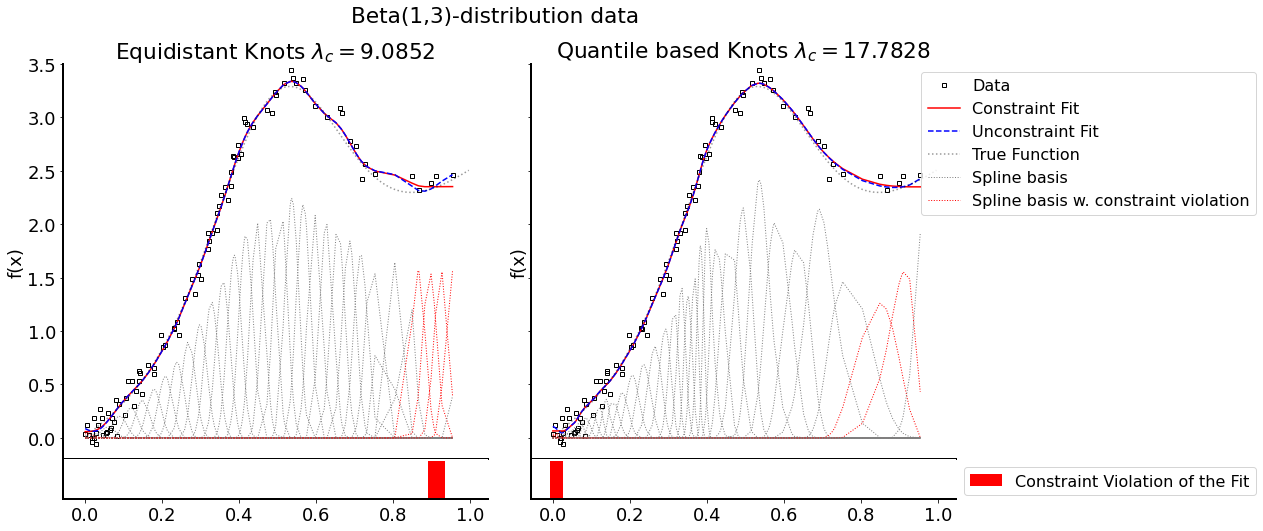 Beta(1,3)-distribution data
Equidistant Knots λc = 9.0852
Quantile based Knots λc = 17.7828
3.5
3.0
2.5
2.0
1.5
1.0
0.5
0.0
f(x)
f(x)
Data
Constraint Fit
Unconstraint Fit
True Function
Spline basis
Spline basis w. constraint violation
Constraint Violation of the Fit
0.0 0.2 0.4 0.6 0.8 1.0
0.0 0.2 0.4 0.6 0.8 1.0